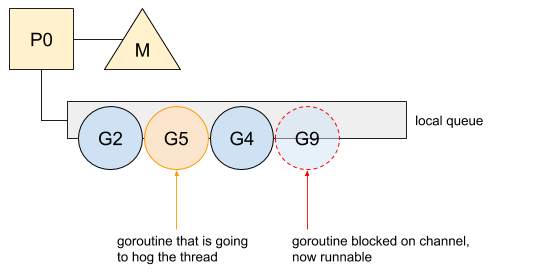 P0
M
G2
G5
G4
G9
local queue
goroutine that is going
to hog the thread
goroutine blocked on channel,
now runnable